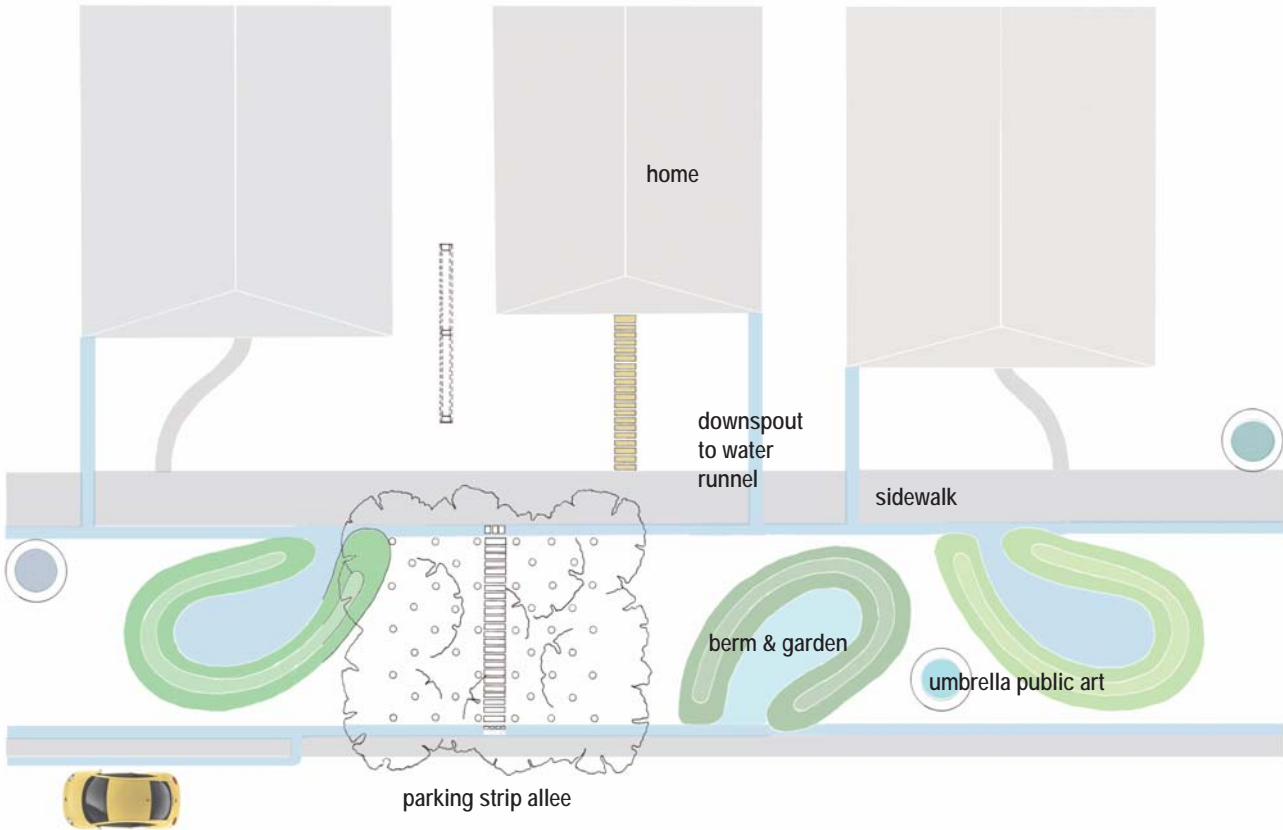 home
downspout
to water
runnel
sidewalk
berm & garden
umbrella public art
parking strip allee